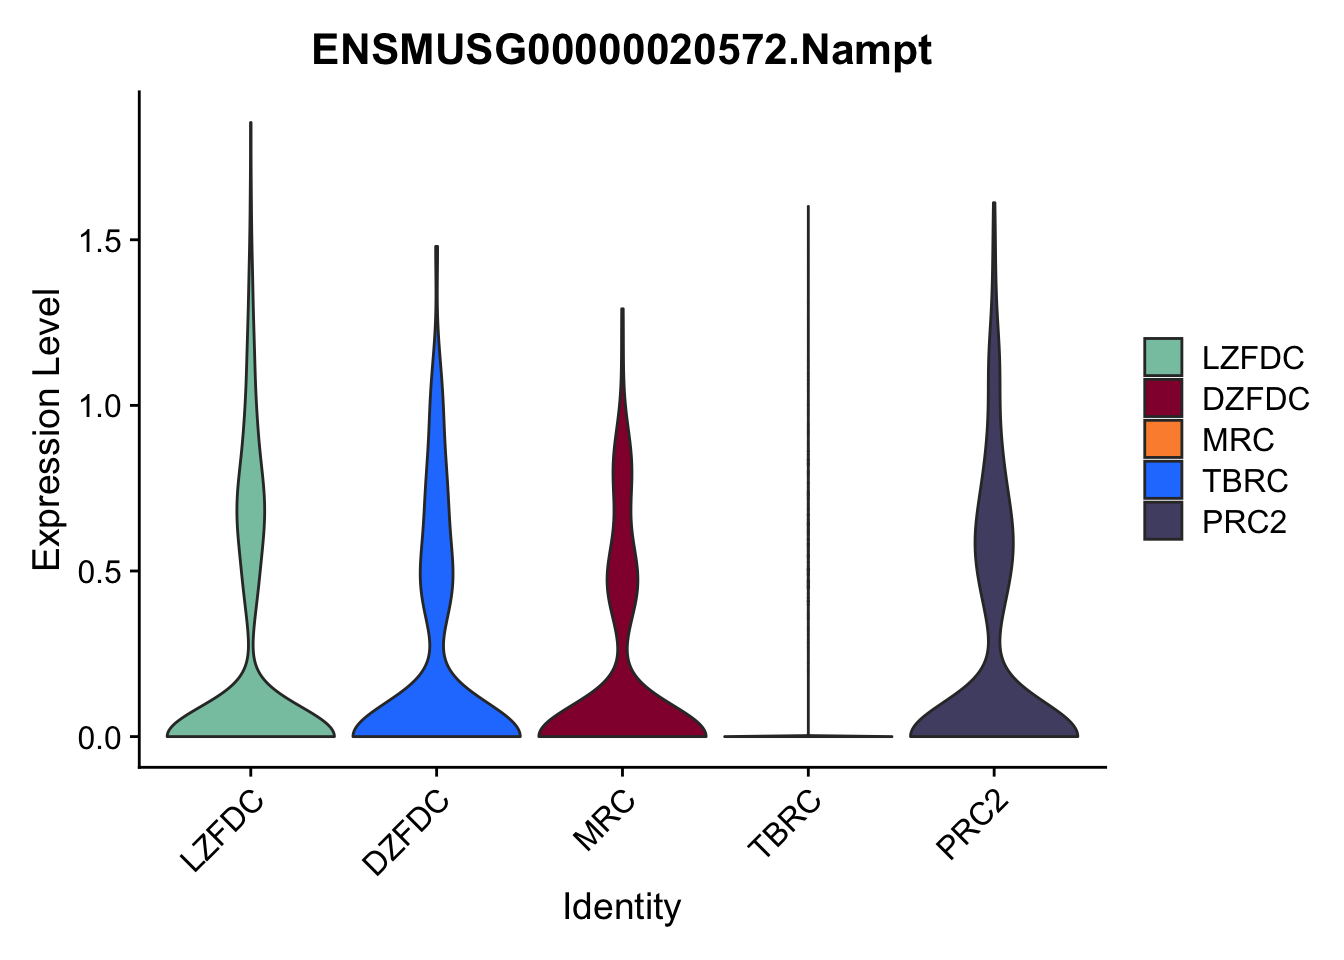 ENSMUSG00000020572.Nampt
Expression Level
1.5
1.0
0.5
0.0
LZFDC
DZFDC
MRC
TBRC
PRC2
Identity
LZFDC
DZFDC
MRC
TBRC
PRC2